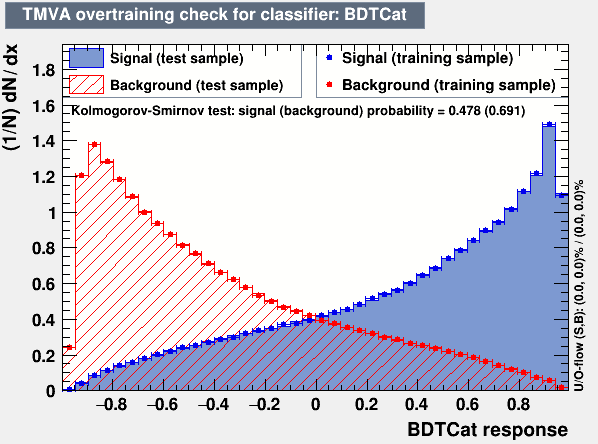 TMVA overtraining check for classifier: BDTCat
(1/N) dN/dx
Signal (test sample)
Background (test sample)
Signal (training sample)
Background (training sample)
Kolmogorov-Smirnov test: signal (background) probability = 0.478 (0.691)
1.8
1.6
1.4
1.2
1
0.8
0.6
0.4
0.2
0
−0.8 −0.6 −0.4 −0.2 0 0.2 0.4 0.6 0.8
BDTCat response
U/O-flow (S,B): (0.0, 0.0)% / (0.0, 0.0)%